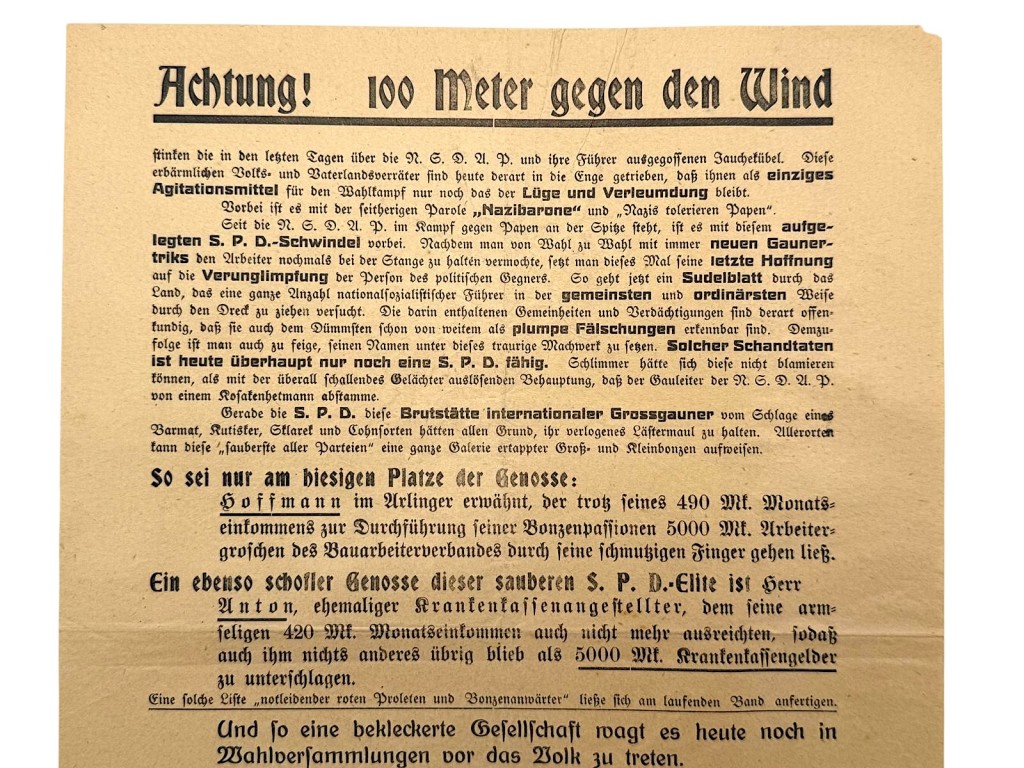 Achtung! 100 Meter gegen den Wind
stinken die in den letzten Tagen über die N. S. D. A. P. und ihre Führer ausgegossenen Jauchekübel. Diese
erbärmlichen Volks- und Vaterlandsverräter sind heute derart in die Enge getrieben, daß ihnen als einziges
Agitationsmittel für den Wahlkampf nur noch das der Lüge und Verleumdung bleibt.
Vorbei ist es mit der seitherigen Parole „Nazibarone“ und „Nazis tolerieren Papen“.
Seit die N. S. D. A. P. im Kampf gegen Papen an der Spitze steht, ist es mit diesem aufge-
legten S. P. D.-Schwindel vorbei. Nachdem man von Wahl zu Wahl mit immer neuen Gauner-
triks den Arbeiter nochmals bei der Stange zu halten vermochte, setzt man dieses Mal seine letzte Hoffnung
auf die Verunglimpfung der Person des politischen Gegners. So geht jetzt ein Sudelblatt durch das
Land, das eine ganze Anzahl nationalsozialistischer Führer in der gemeinsten und ordinärsten Weise
durch den Dreck zu ziehen versucht. Die darin enthaltenen Gemeinheiten und Verdächtigungen sind derart offen-
kundig, daß sie auch dem Dümmsten schon von weitem als plumpe Fälschungen erkennbar sind. Demzu-
folge ist man auch zu feige, seinen Namen unter dieses traurige Machwerk zu setzen. Solcher Schandtaten
ist heute überhaupt nur noch eine S. P. D. fähig. Schlimmer hätte sich diese nicht blamieren
können, als mit der überall schallendes Gelächter auslösenden Behauptung, daß der Gauleiter der N. S. D. A. P.
von einem Kosakenhetmann abstamme.
Gerade die S. P. D. diese Brutstätte internationaler Grossgauner vom Schlage eines
Barmat, Kutisker, Sklarek und Cohnsorten hätten allen Grund, ihr verlogenes Lästermaul zu halten. Allerorten
kann diese „sauberste aller Parteien“ eine ganze Galerie ertappter Groß- und Kleinbonzen aufweisen.
So sei nur am hiesigen Platze der Genosse:
Hoffmann im Arlinger erwähnt, der trotz seines 490 Mk. Monats-
einkommens zur Durchführung seiner Bonzenpassionen 5000 Mk. Arbeiter-
groschen des Bauarbeiterverbandes durch seine schmutzigen Finger gehen ließ.
Ein ebenso schofler Genosse dieser sauberen S. P. D.-Elite ist Herr
Anton, ehemaliger Krankenkassenangestellter, dem seine arm-
seligen 420 Mk. Monatseinkommen auch nicht mehr ausreichten, sodaß
auch ihm nichts anderes übrig blieb als 5000 Mk. Krankenkassengelder
zu unterschlagen.
Eine solche Liste „notleidender roten Proleten und Bonzenanwärter“ ließe sich am laufenden Band anfertigen.
Und so eine bekleckerte Gesellschaft wagt es heute noch in
Wahlversammlungen vor das Volk zu treten.